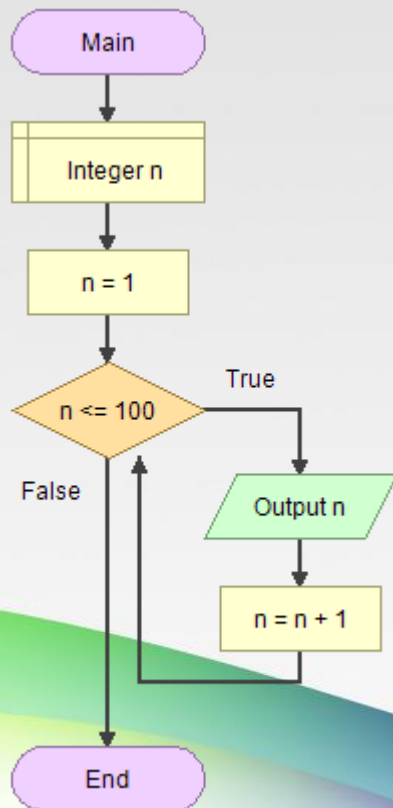 Main
Integer n
n = 1
n <= 100
True
False
Output n
n = n + 1
End